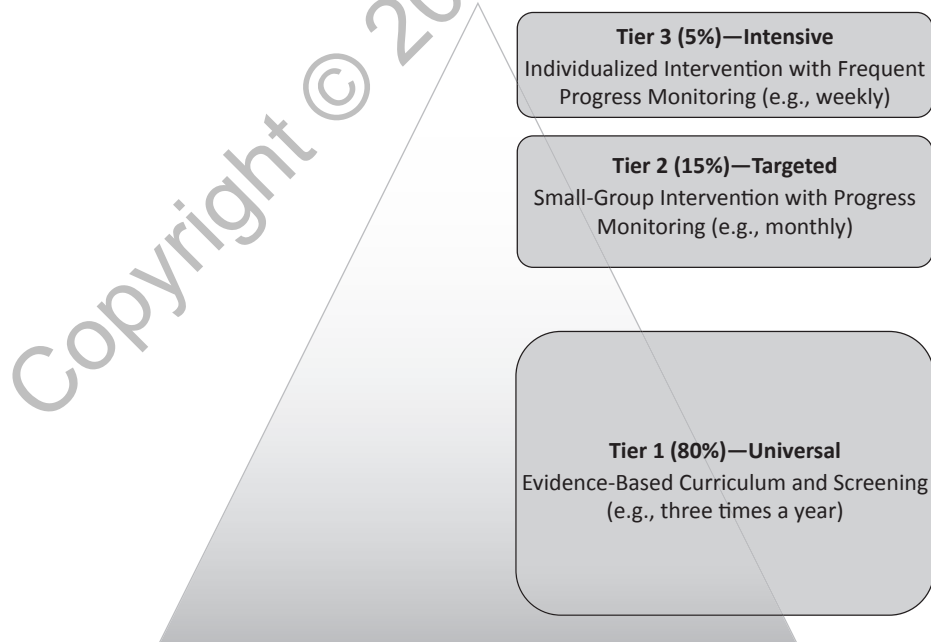 Copyright © 20
Tier 3 (5%)—Intensive
Individualized Intervention with Frequent
Progress Monitoring (e.g., weekly)
Tier 2 (15%)—Targeted
Small-Group Intervention with Progress
Monitoring (e.g., monthly)
Tier 1 (80%)—Universal
Evidence-Based Curriculum and Screening
(e.g., three times a year)